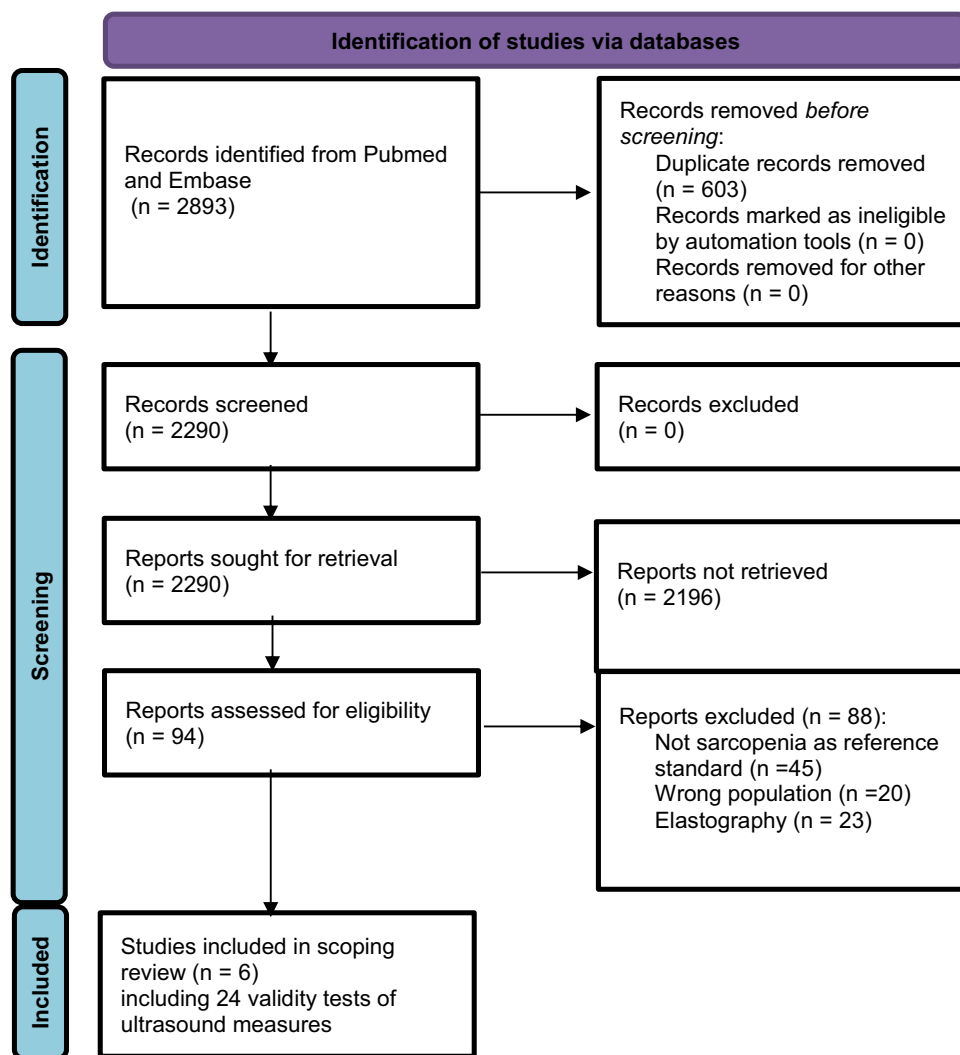 Identification of studies via databases
Identification
Records identified from Pubmed
and Embase
(n = 2893)
Records removed before
screening:
Duplicate records removed
(n = 603)
Records marked as ineligible
by automation tools (n = 0)
Records removed for other
reasons (n = 0)
Screening
Records screened
(n = 2290)
Records excluded
(n = 0)
Reports sought for retrieval
(n = 2290)
Reports not retrieved
(n = 2196)
Reports assessed for eligibility
(n = 94)
Reports excluded (n = 88):
Not sarcopenia as reference
standard (n =45)
Wrong population (n =20)
Elastography (n = 23)
Included
Studies included in scoping
review (n = 6)
including 24 validity tests of
ultrasound measures